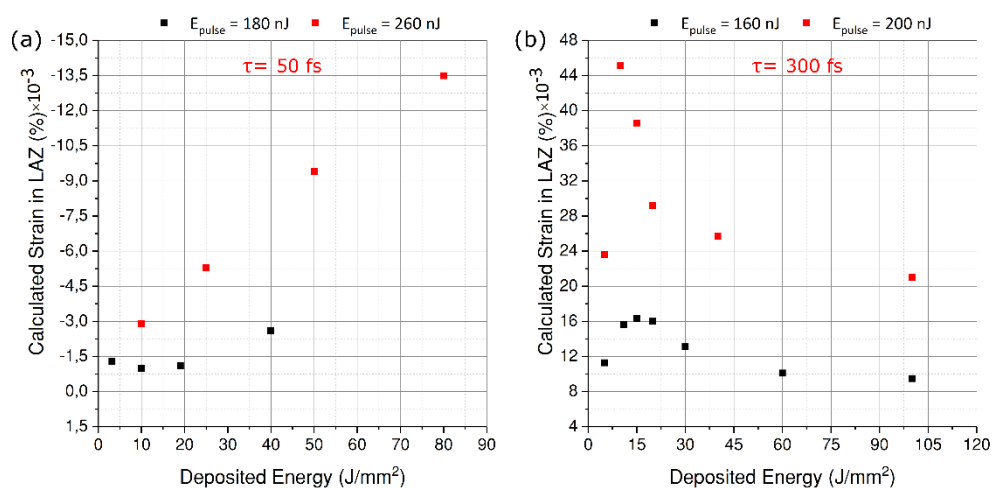 E_pulse = 180 nJ E_pulse = 260 nJ
(a)
τ= 50 fs
Calculated Strain in LAZ (%)×10⁻³
-15,0
-13,5
-12,0
-10,5
-9,0
-7,5
-6,0
-4,5
-3,0
-1,5
0,0
1,5
0 10 20 30 40 50 60 70 80 90
Deposited Energy (J/mm²)
E_pulse = 160 nJ E_pulse = 200 nJ
(b)
τ= 300 fs
Calculated Strain in LAZ (%)×10⁻³
48
44
40
36
32
28
24
20
16
12
8
4
0 15 30 45 60 75 90 105 120
Deposited Energy (J/mm²)